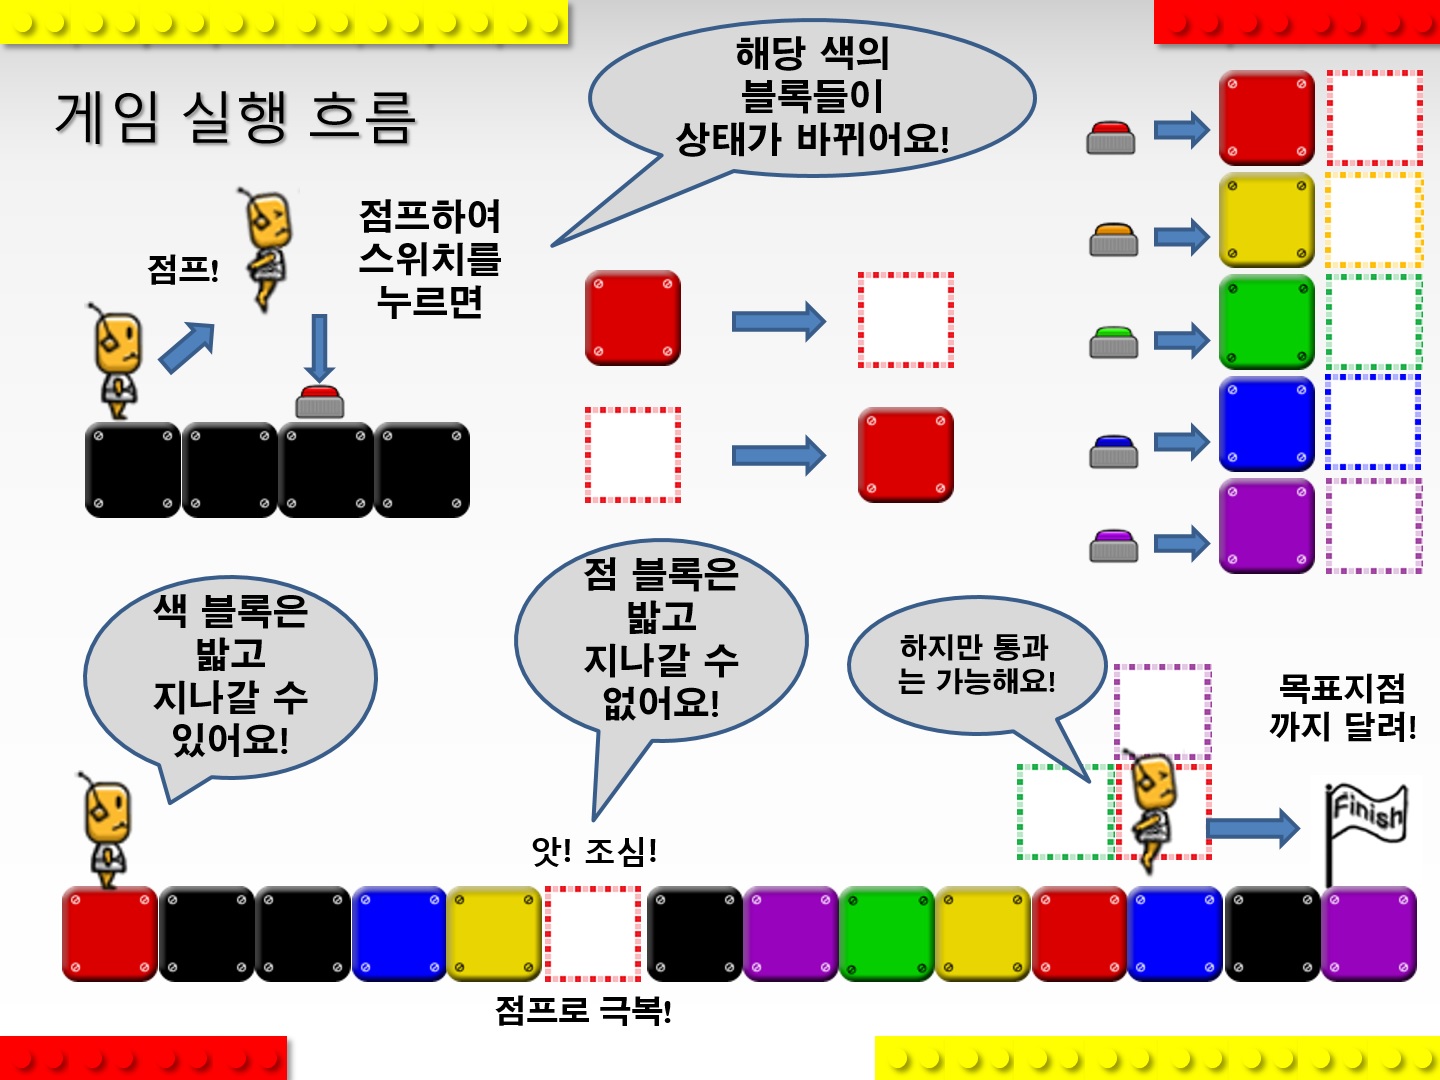 게임 실행 흐름
해당 색의
블록들이
상태가 바뀌어요!
점프!
점프하여
스위치를
누르면
색 블록은
밟고
지나갈 수
있어요!
점 블록은
밟고
지나갈 수
없어요!
하지만 통과
는 가능해요!
목표지점
까지 달려!
Finish
앗! 조심!
점프로 극복!